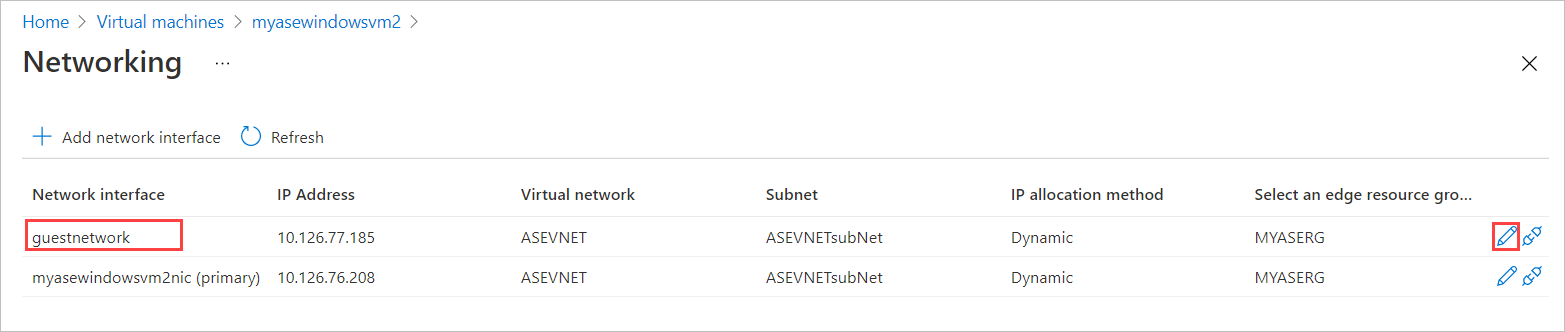 Home > Virtual machines > myasewindowsvm2 >
Networking ...
Add network interface Refresh
Network interface IP Address Virtual network Subnet IP allocation method Select an edge resource gro...
guestnetwork 10.126.77.185 ASEVNET ASEVNETsubNet Dynamic MYASERG
myasewindowsvm2nic (primary) 10.126.76.208 ASEVNET ASEVNETsubNet Dynamic MYASERG